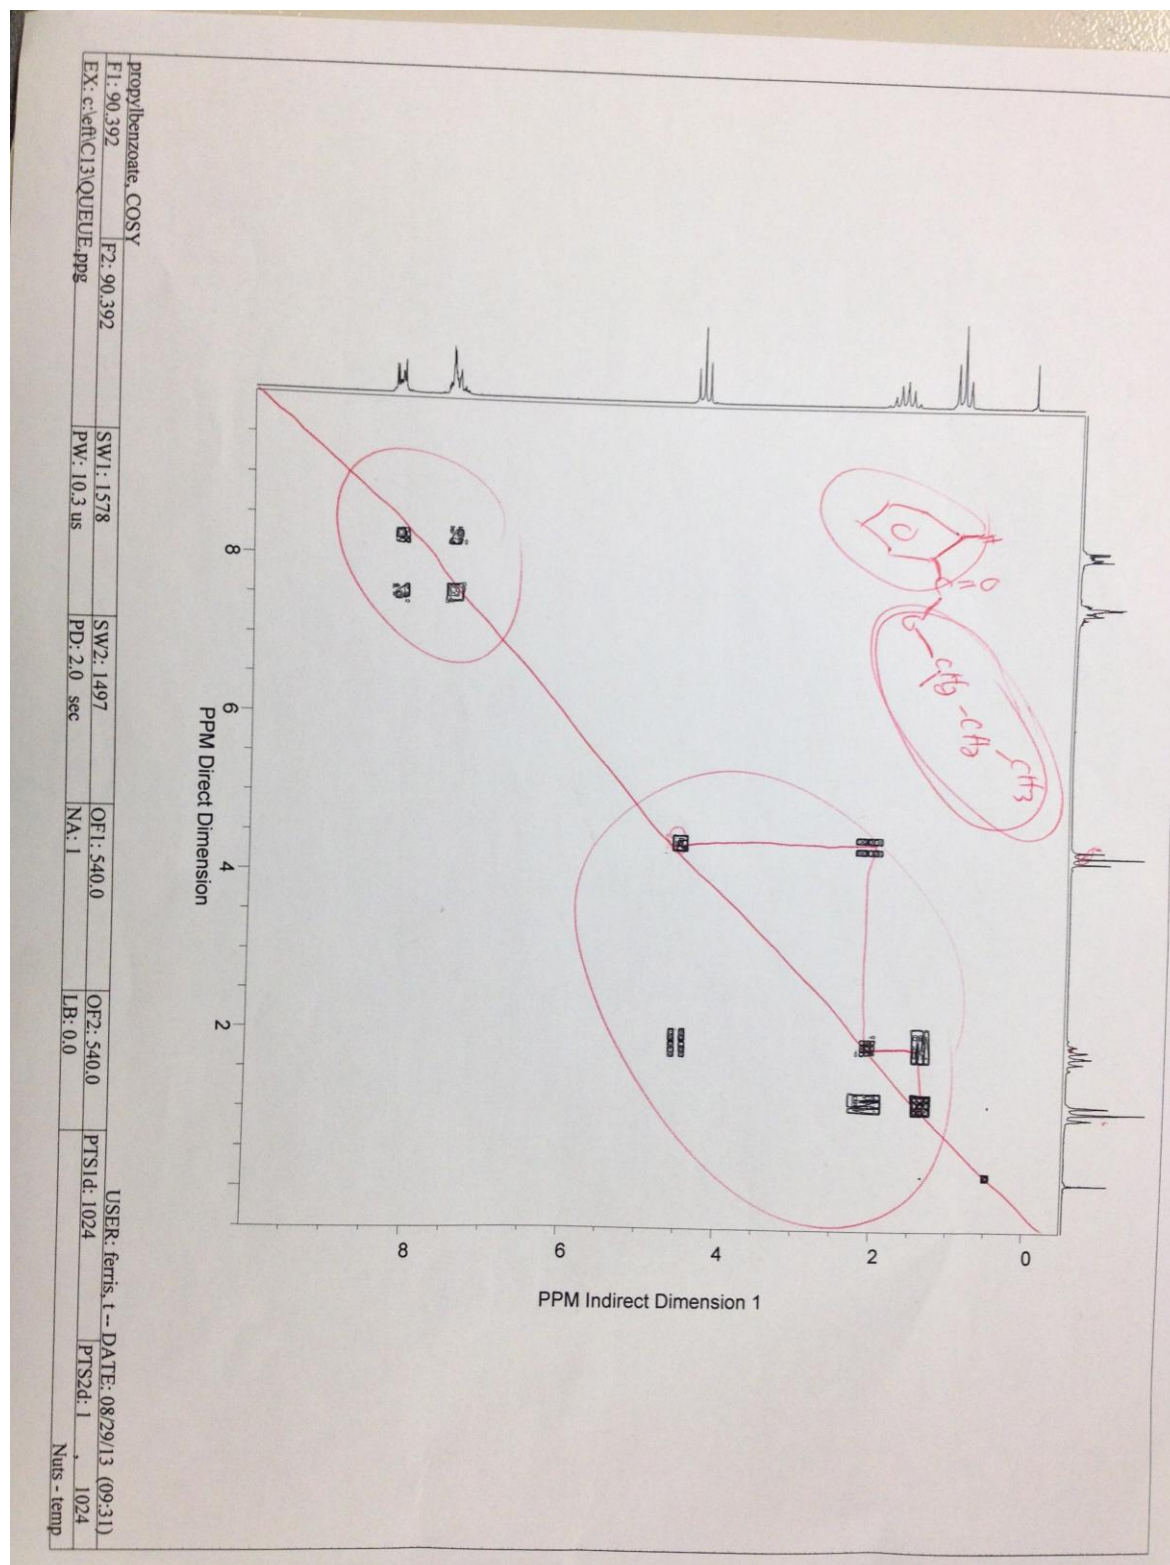 propylbenzoate, COSY
F1: 90.392 F2: 90.392 SW1: 1578 SW2: 1497 OF1: 540.0 OF2: 540.0 PTS1d: 1024 PTS2d: 1 , 1024
EX: c:\eft\C13\QUEUE.ppg PW: 10.3 us PD: 2.0 sec NA: 1 LB: 0.0 Nuts - temp
USER: ferris, t -- DATE: 08/29/13 (09:31)
8 6 4 2
PPM Direct Dimension
8 6 4 2 0
PPM Indirect Dimension 1
H
C = O
O
CH2 - CH2 - CH3